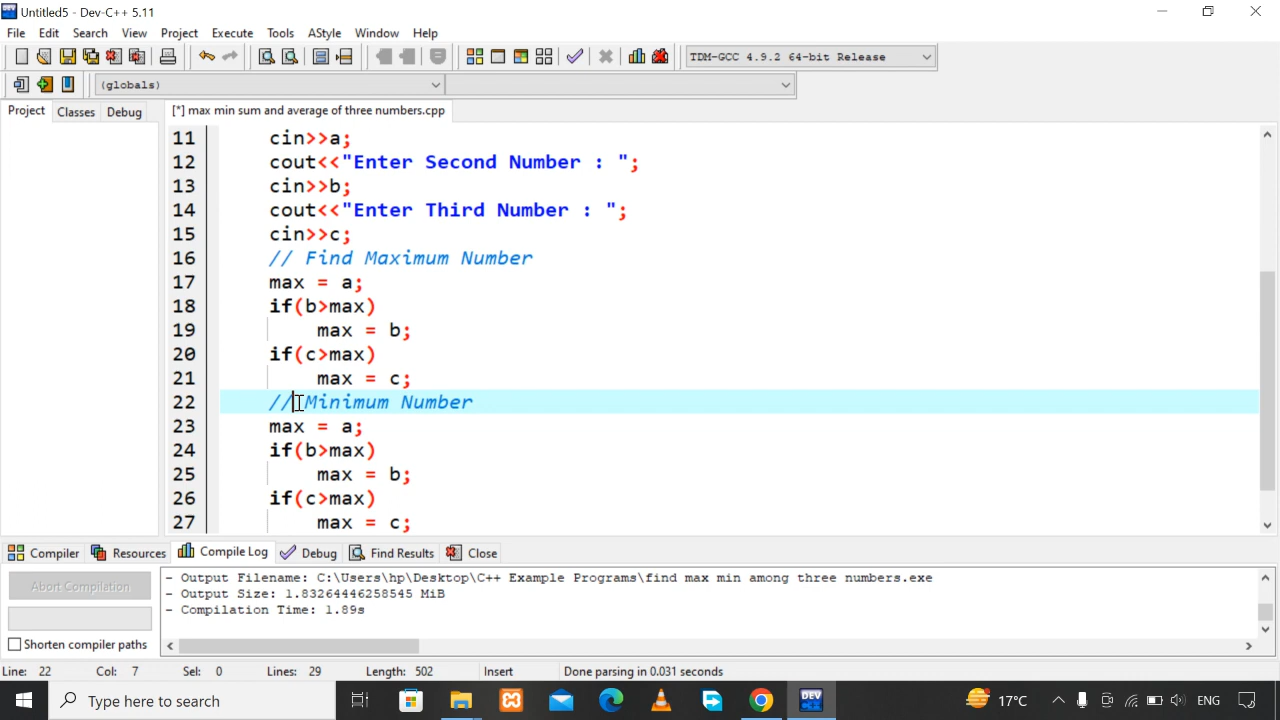 Untitled5 - Dev-C++ 5.11
File Edit Search View Project Execute Tools AStyle Window Help
TDM-GCC 4.9.2 64-bit Release
(globals)
Project Classes Debug
[*] max min sum and average of three numbers.cpp
11 cin>>a;
12 cout<<"Enter Second Number : ";
13 cin>>b;
14 cout<<"Enter Third Number : ";
15 cin>>c;
16 // Find Maximum Number
17 max = a;
18 if(b>max)
19 max = b;
20 if(c>max)
21 max = c;
22 // Minimum Number
23 max = a;
24 if(b>max)
25 max = b;
26 if(c>max)
27 max = c;
Compiler Resources Compile Log Debug Find Results Close
Abort Compilation
Shorten compiler paths
- Output Filename: C:\Users\hp\Desktop\C++ Example Programs\find max min among three numbers.exe
- Output Size: 1.83264446258545 MiB
- Compilation Time: 1.89s
Line: 22 Col: 7 Sel: 0 Lines: 29 Length: 502 Insert Done parsing in 0.031 seconds
Type here to search
DEV
17°C
ENG